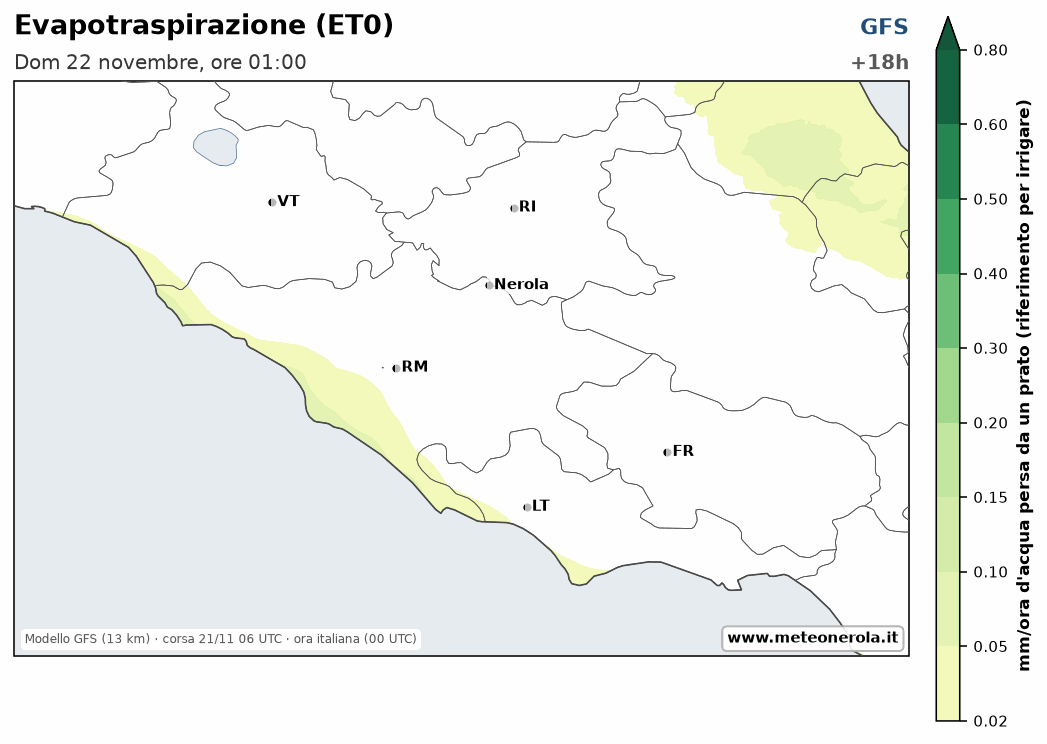 Evapotraspirazione (ET0)
GFS
Dom 22 novembre, ore 01:00
+18h
VT
RI
Nerola
RM
FR
LT
Modello GFS (13 km) · corsa 21/11 06 UTC · ora italiana (00 UTC)
www.meteonerola.it
0.80
0.60
0.50
0.40
0.30
0.20
0.15
0.10
0.05
0.02
mm/ora d'acqua persa da un prato (riferimento per irrigare)